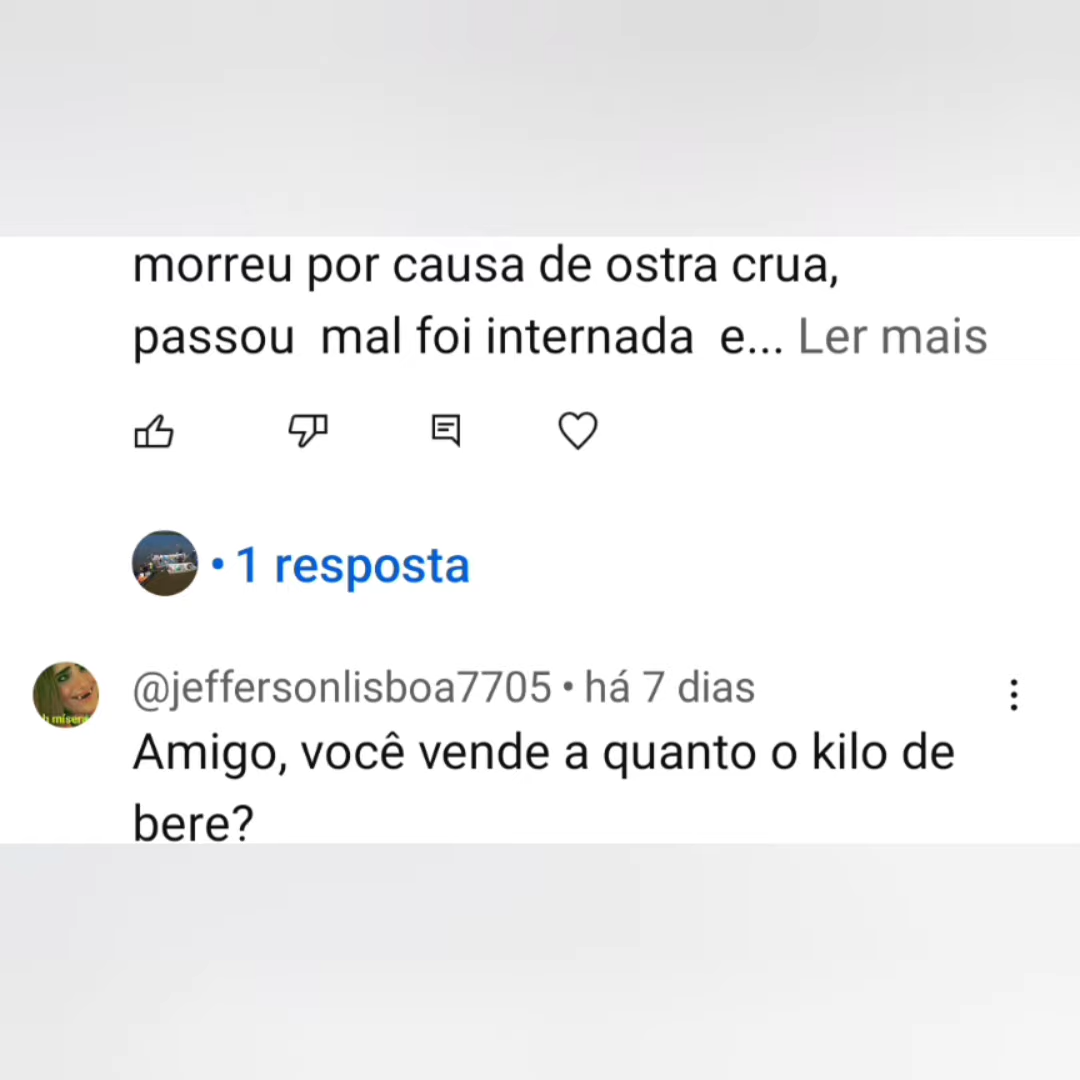 morreu por causa de ostra crua,
passou mal foi internada e... Ler mais
• 1 resposta
@jeffersonlisboa7705 • há 7 dias
Amigo, você vende a quanto o kilo de
bere?